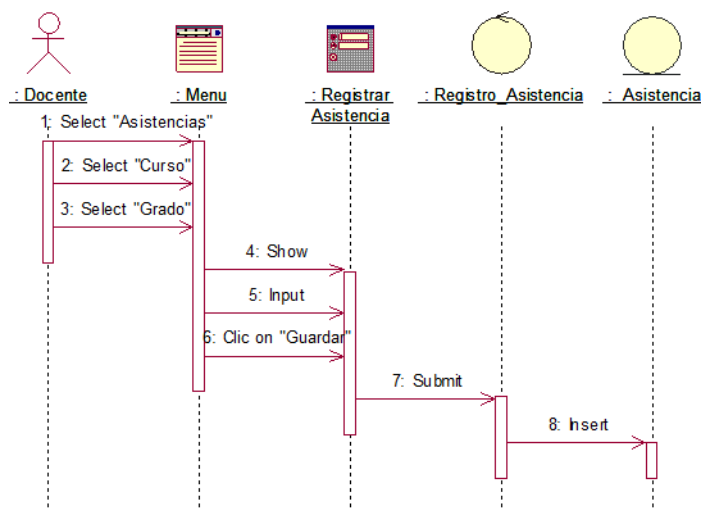 _: Docente
_: Menu
_: Registrar
Asistencia
_: Registro_Asistencia
_: Asistencia
1: Select "Asistencias"
2: Select "Curso"
3: Select "Grado"
4: Show
5: Input
6: Clic on "Guardar"
7: Submit
8: Insert